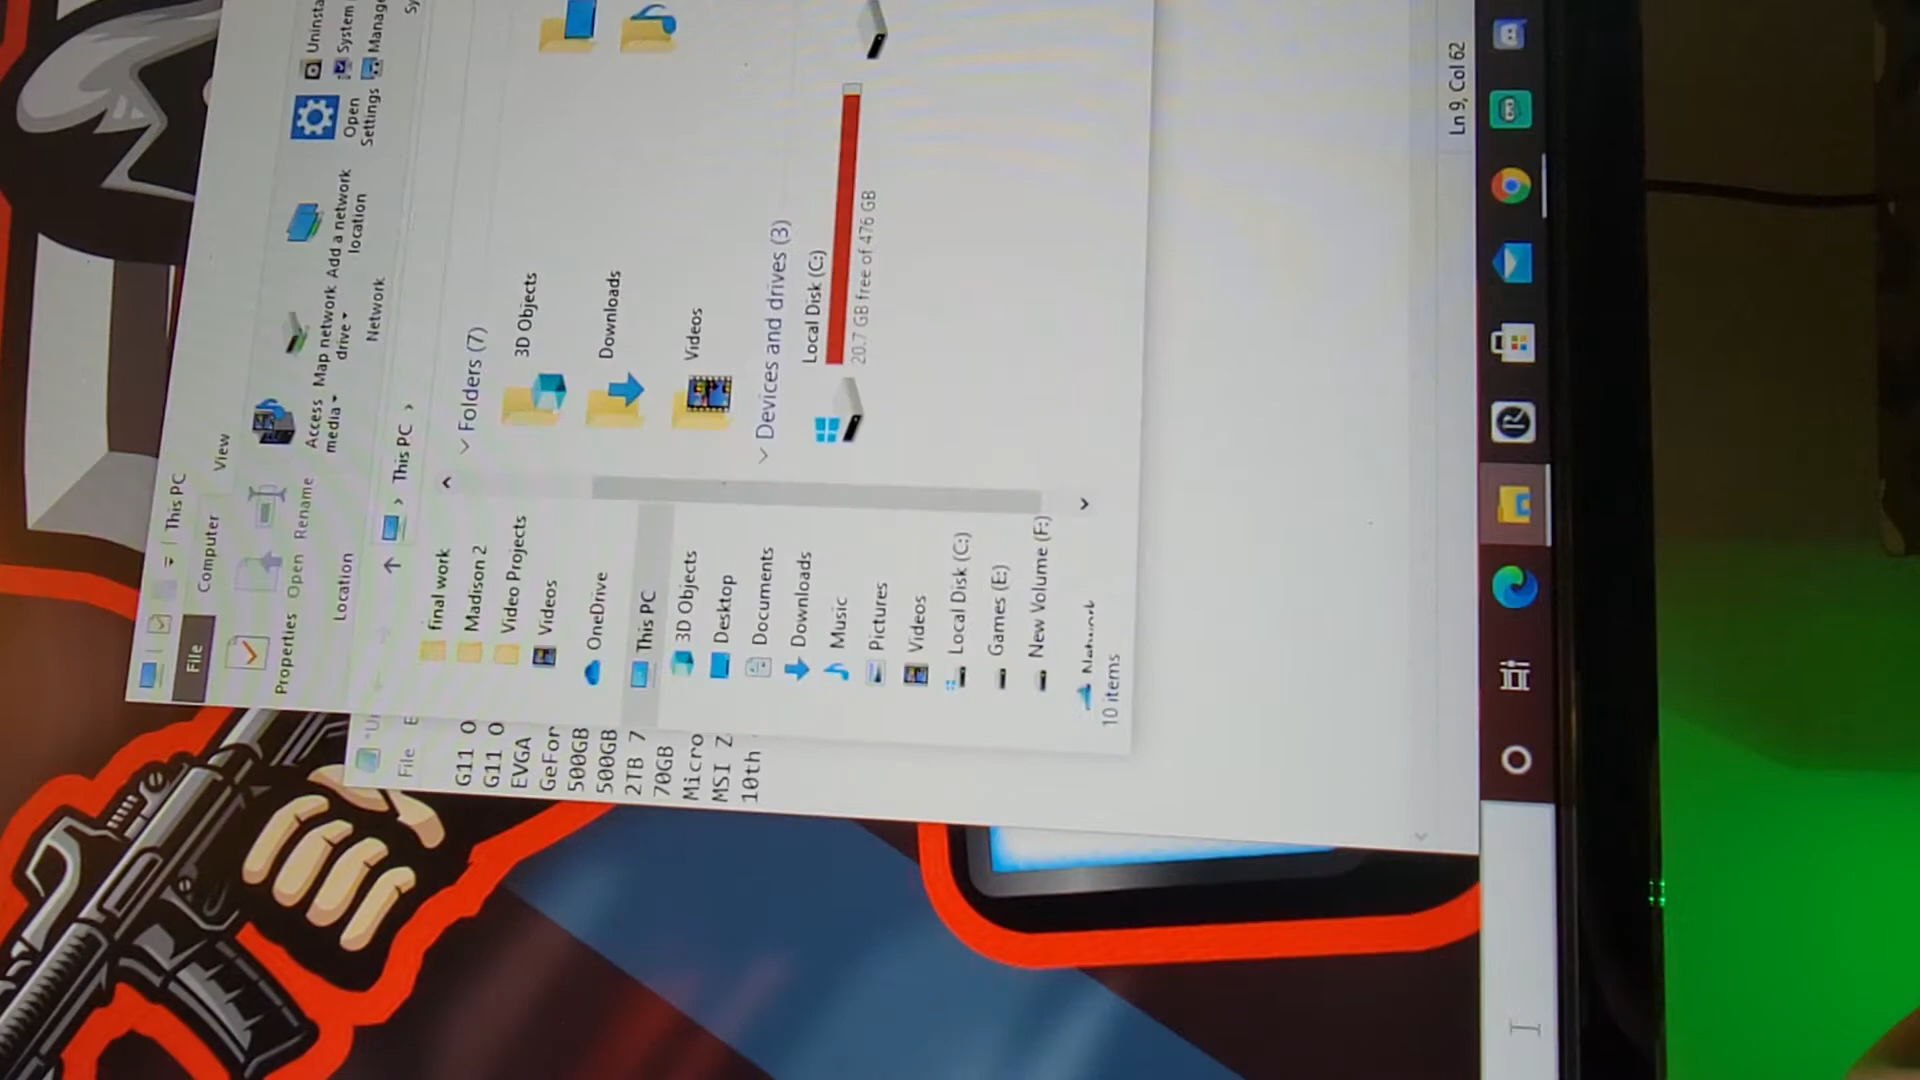 This PC
File
Computer
View
Properties
Open
Rename
Location
Access media
Map network drive
Add a network location
Network
Open Settings
Uninsta
System
Manage
Sy
> This PC >
Final work
Madison 2
Video Projects
Videos
OneDrive
This PC
3D Objects
Desktop
Documents
Downloads
Music
Pictures
Videos
Local Disk (C:)
Games (E:)
New Volume (F:)
Network
10 items
Folders (7)
3D Objects
Downloads
Videos
Devices and drives (3)
Local Disk (C:)
20.7 GB free of 476 GB
File E
G11 O
G11 O
EVGA
GeFor
500GB
500GB
2TB 7
70GB
Micro
MSI Z
10th
Ln 9, Col 62